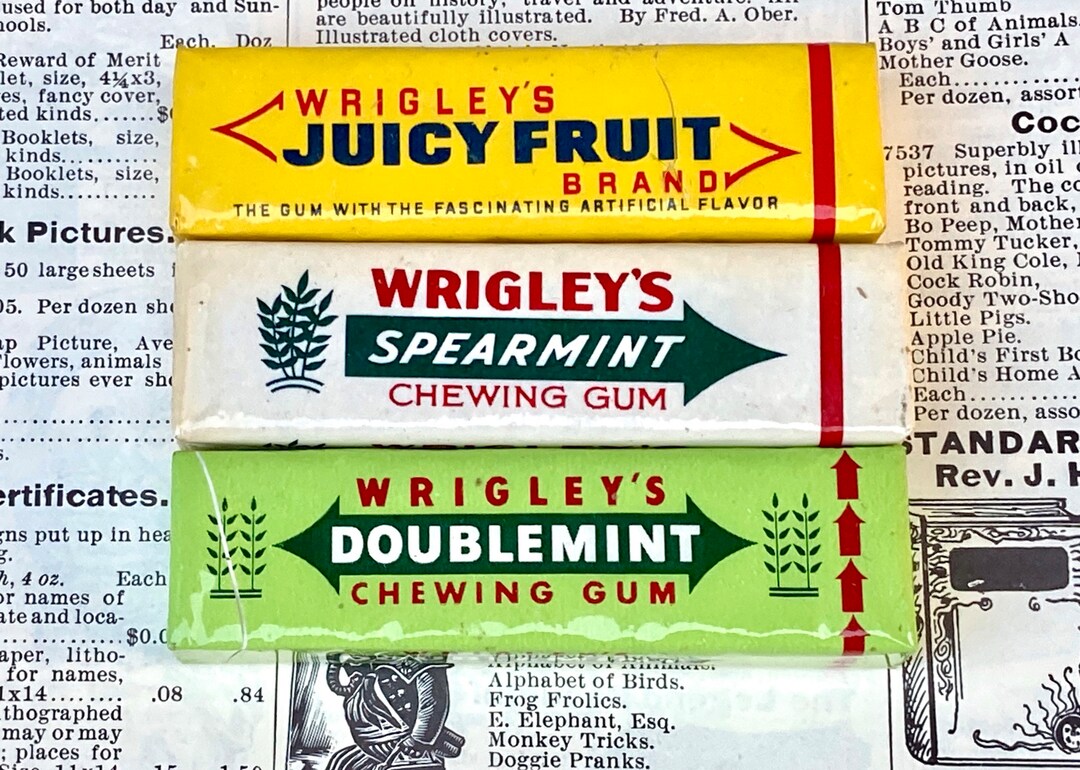 used for both day and Sun-
hools.
Each. Doz
Reward of Merit
let, size, 4¼x3,
es, fancy cover,
ted kinds......$
Booklets, size,
kinds...........
Booklets, size,
kinds...........
k Pictures.
50 large sheets
05. Per dozen
ap Picture,
Flowers, animals
pictures ever
s.
ertificates.
gns put up in
g.
h, 4 oz. Each
or names of
ate and loca-
................$0.0
aper, litho-
for names,
1x14........ .08 .84
thographed
may or may
; places for
people on history, travel and adventure. All
are beautifully illustrated. By Fred. A. Ober.
Illustrated cloth covers.
WRIGLEY'S
JUICY FRUIT
BRAND
THE GUM WITH THE FASCINATING ARTIFICIAL FLAVOR
WRIGLEY'S
SPEARMINT
CHEWING GUM
WRIGLEY'S
DOUBLEMINT
CHEWING GUM
Alphabet of Animals.
Alphabet of Birds.
Frog Frolics.
E. Elephant, Esq.
Monkey Tricks.
Doggie Pranks.
Tom Thumb
A B C of Animals.
Boys' and Girls' A
Mother Goose.
Each............
Per dozen,
Coc
7537 Superbly
pictures, in oil
reading. The
front and back,
Bo Peep, Mother
Tommy Tucker,
Old King Cole,
Cock Robin,
Goody Two-Sho
Little Pigs.
Apple Pie.
Child's First
Child's Home
Each............
Per dozen,
STANDAR
Rev. J. H